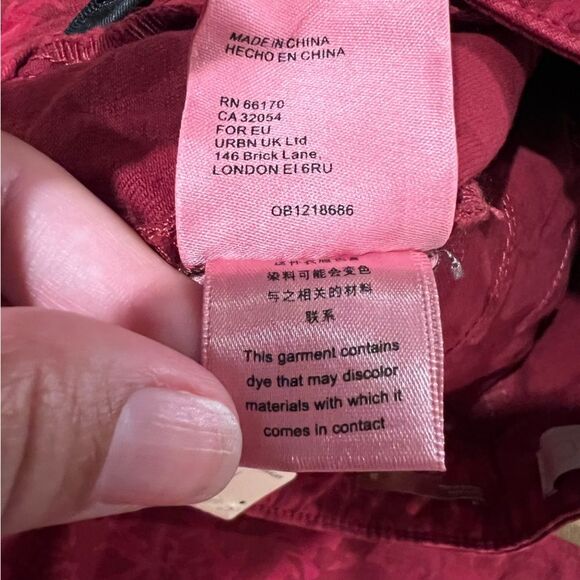 MADE IN CHINA
HECHO EN CHINA
RN 66170
CA 32054
FOR EU
URBN UK Ltd
146 Brick Lane,
LONDON EI 6RU
OB1218686
染料可能会变色
与之相关的材料
联系
This garment contains
dye that may discolor
materials with which it
comes in contact